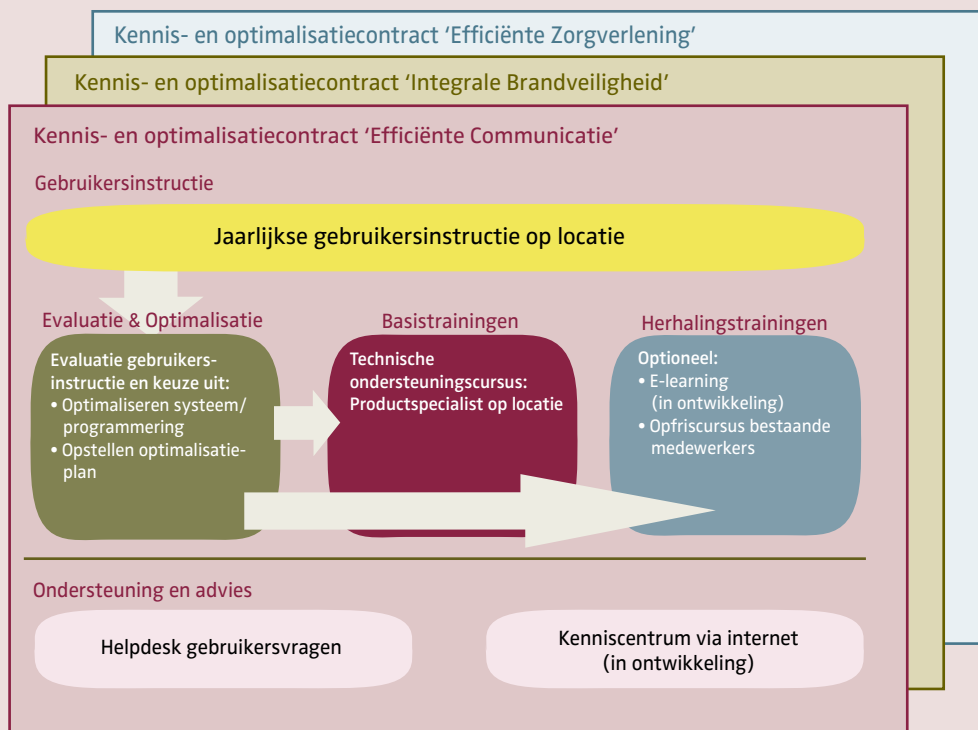 Kennis- en optimalisatiecontract ‘Efficiënte Zorgverlening’
Kennis- en optimalisatiecontract ‘Integrale Brandveiligheid’
Kennis- en optimalisatiecontract ‘Efficiënte Communicatie’
Gebruikersinstructie
Jaarlijkse gebruikersinstructie op locatie
Evaluatie & Optimalisatie
Evaluatie gebruikers-
instructie en keuze uit:
• Optimaliseren systeem/
programmering
• Opstellen optimalisatie-
plan
Basistrainingen
Technische
ondersteuningscursus:
Productspecialist op locatie
Herhalingstrainingen
Optioneel:
• E-learning
(in ontwikkeling)
• Opfriscursus bestaande
medewerkers
Ondersteuning en advies
Helpdesk gebruikersvragen
Kenniscentrum via internet
(in ontwikkeling)